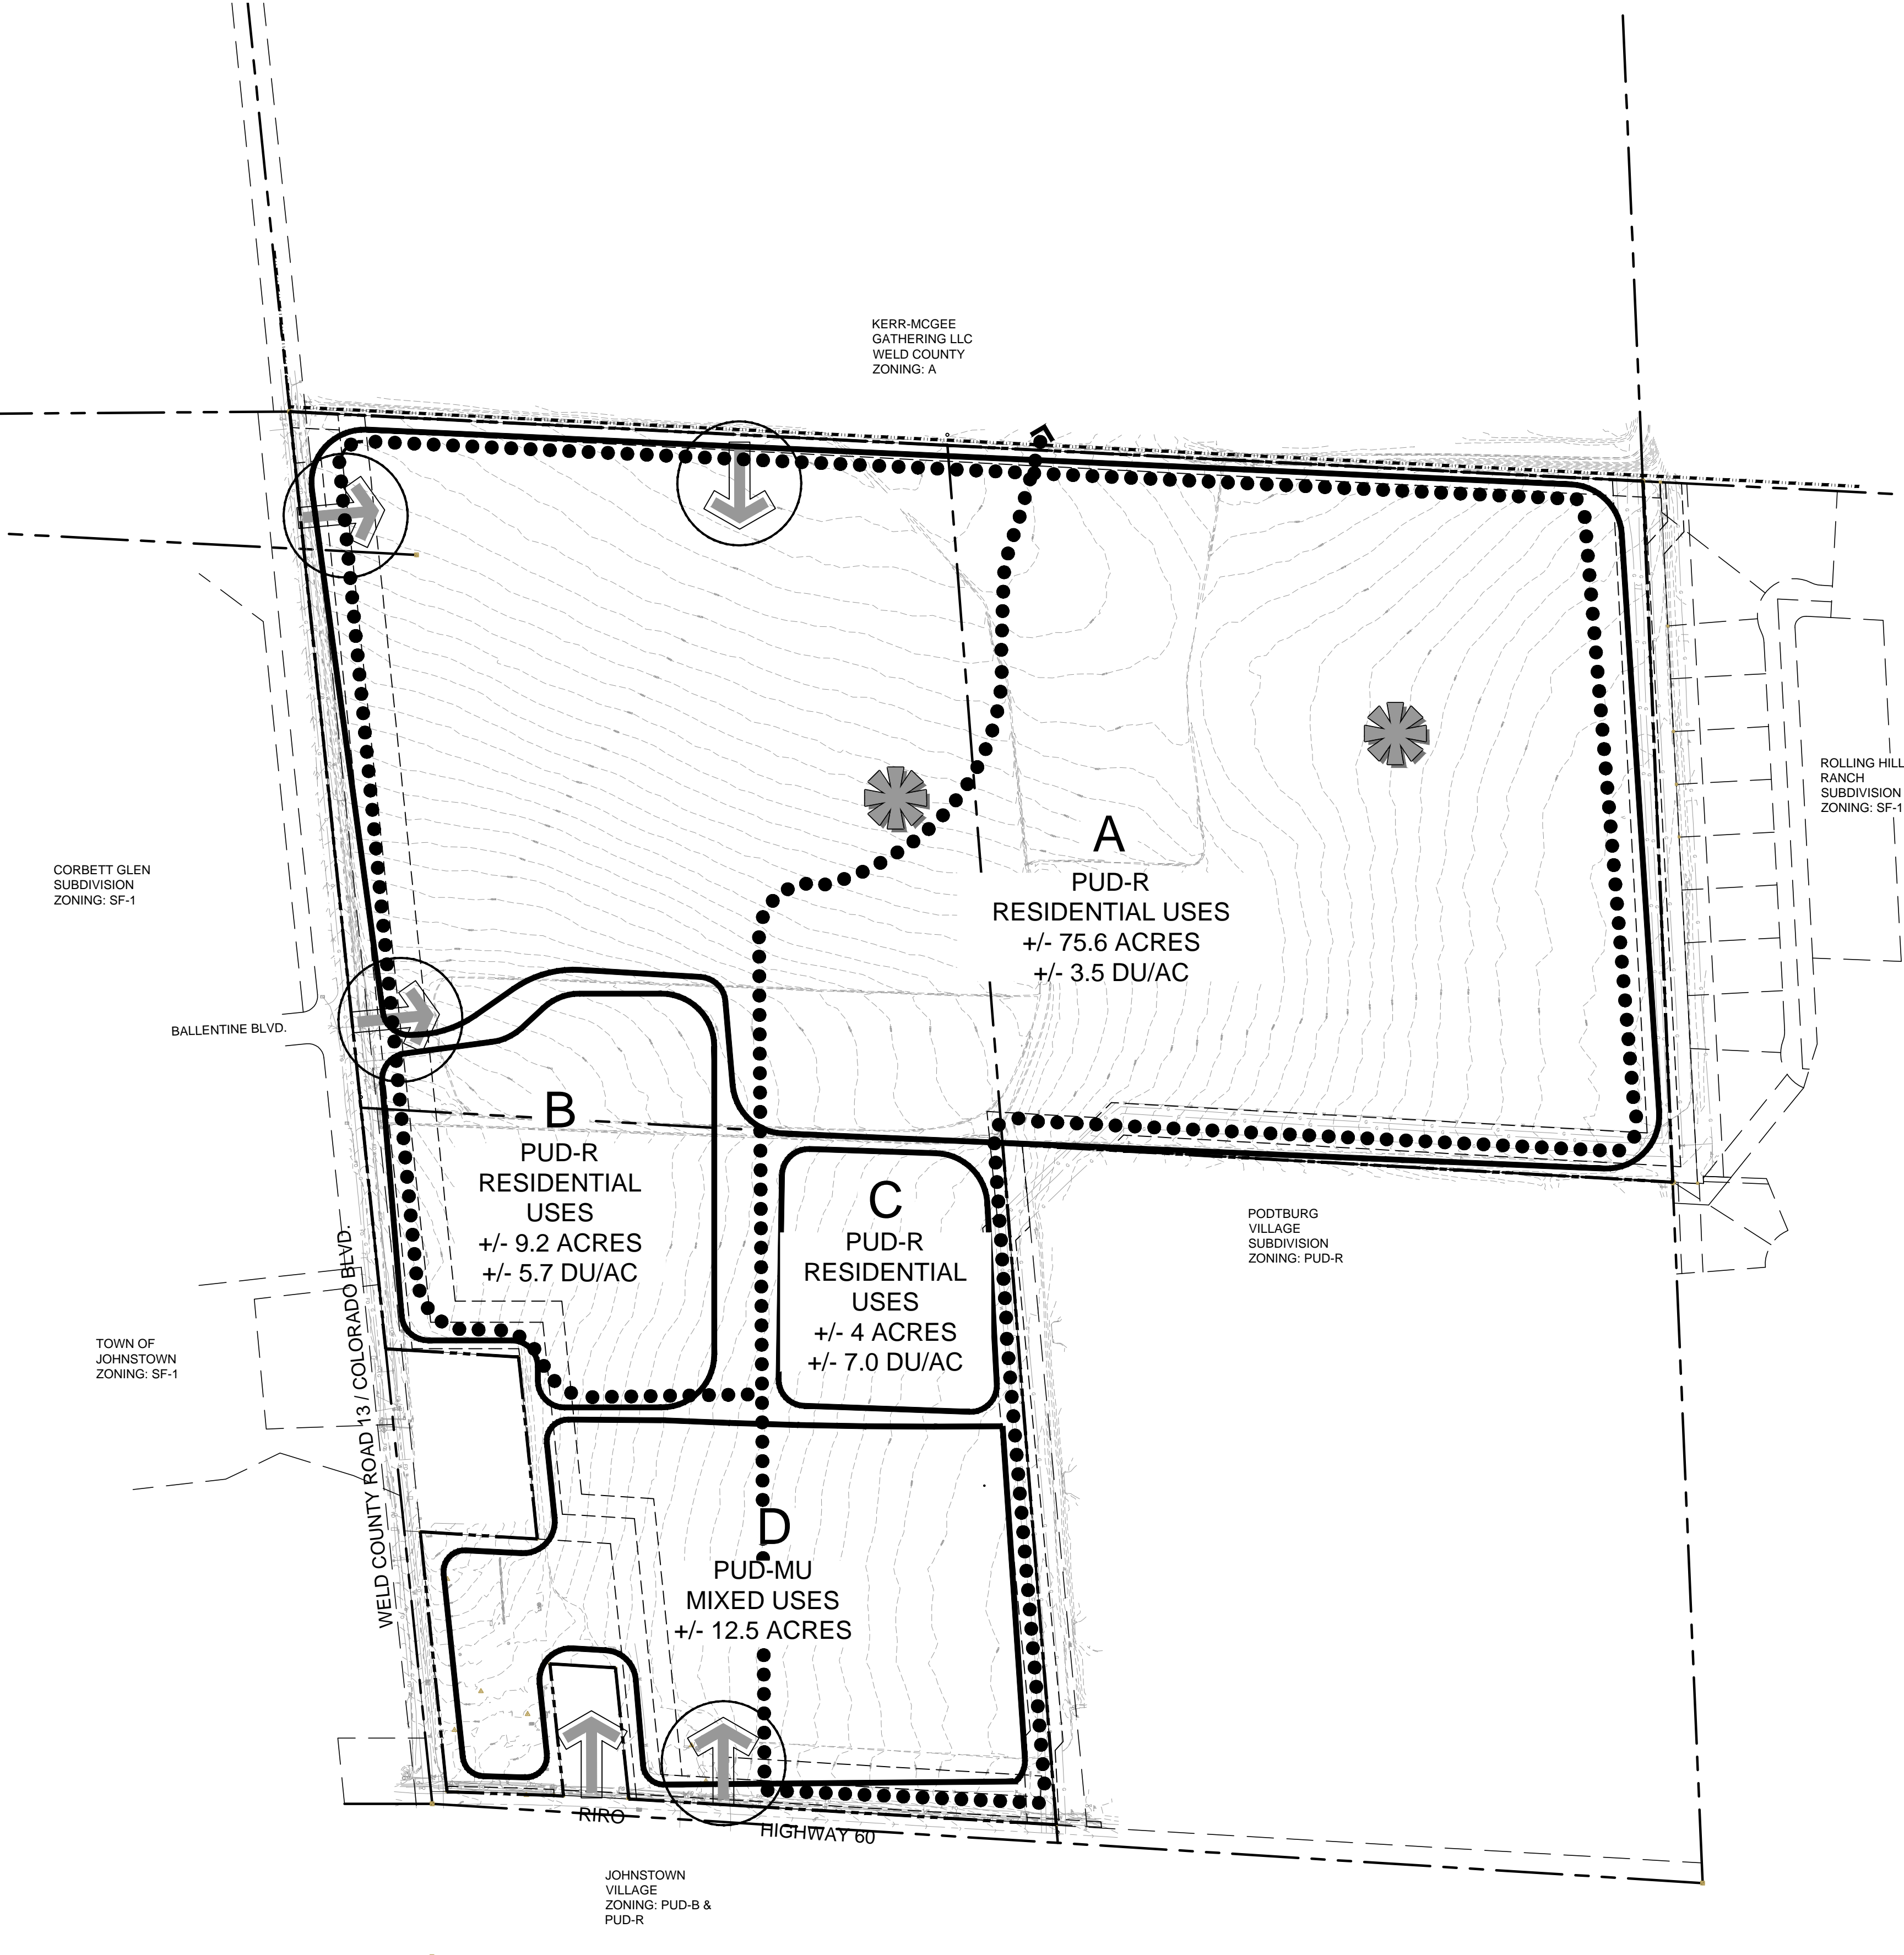 KERR-MCGEE
GATHERING LLC
WELD COUNTY
ZONING: A
ROLLING HILL
RANCH
SUBDIVISION
ZONING: SF-1
A
PUD-R
RESIDENTIAL USES
+/- 75.6 ACRES
+/- 3.5 DU/AC
CORBETT GLEN
SUBDIVISION
ZONING: SF-1
BALLENTINE BLVD.
B
PUD-R
RESIDENTIAL
USES
+/- 9.2 ACRES
+/- 5.7 DU/AC
C
PUD-R
RESIDENTIAL
USES
+/- 4 ACRES
+/- 7.0 DU/AC
PODTBURG
VILLAGE
SUBDIVISION
ZONING: PUD-R
TOWN OF
JOHNSTOWN
ZONING: SF-1
WELD COUNTY ROAD 13 / COLORADO BLVD.
D
PUD-MU
MIXED USES
+/- 12.5 ACRES
RIRO
HIGHWAY 60
JOHNSTOWN
VILLAGE
ZONING: PUD-B &
PUD-R